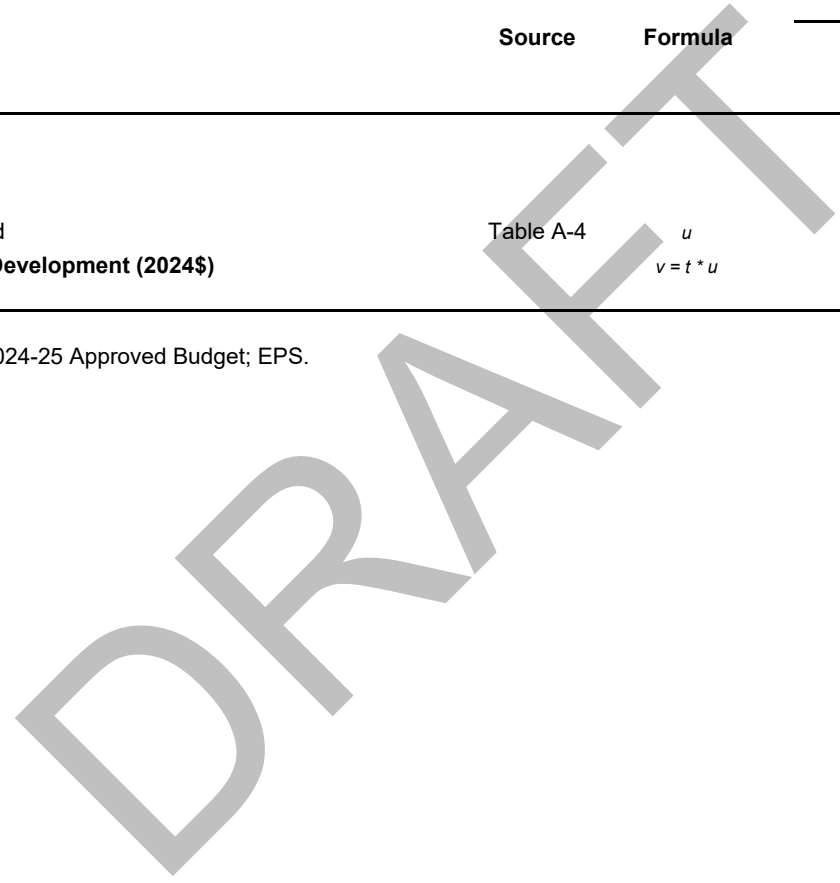 Source Formula
d Table A-4 u
Development (2024$) v = t * u
024-25 Approved Budget; EPS.
DRAFT